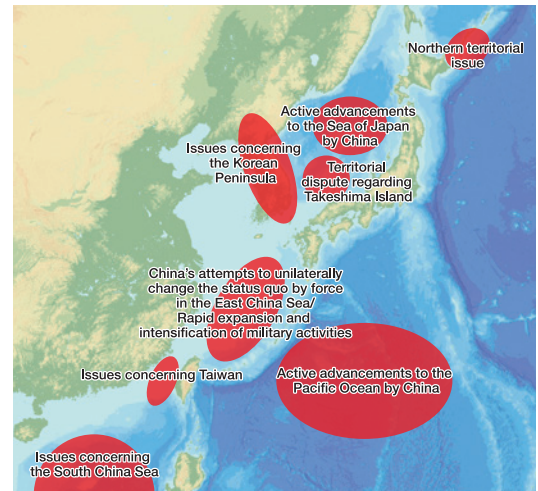 Northern territorial
issue
Active advancements
to the Sea of Japan
by China
Issues concerning
the Korean
Peninsula
Territorial
dispute regarding
Takeshima Island
China's attempts to unilaterally
change the status quo by force
in the East China Sea/
Rapid expansion and
intensification of military activities
Issues concerning Taiwan
Active advancements to the
Pacific Ocean by China
Issues concerning
the South China Sea